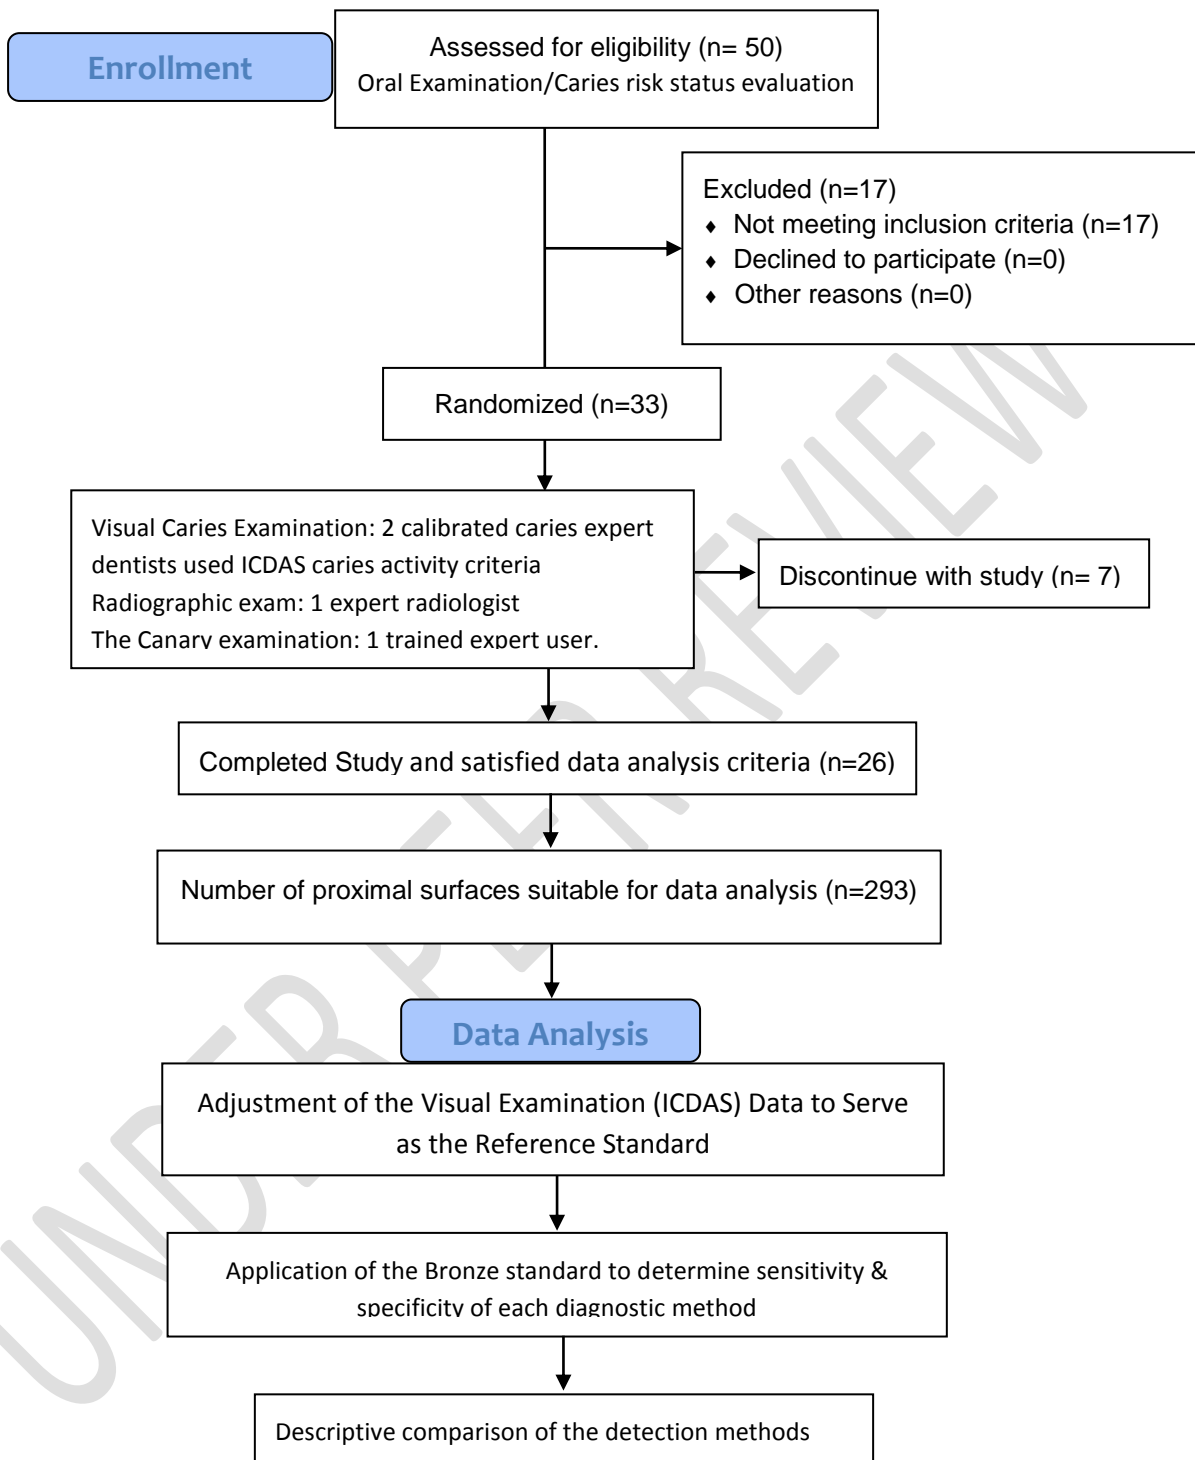 Enrollment
Assessed for eligibility (n= 50)
Oral Examination/Caries risk status evaluation
Excluded (n=17)
♦ Not meeting inclusion criteria (n=17)
♦ Declined to participate (n=0)
♦ Other reasons (n=0)
Randomized (n=33)
Visual Caries Examination: 2 calibrated caries expert
dentists used ICDAS caries activity criteria
Radiographic exam: 1 expert radiologist
The Canary examination: 1 trained expert user.
Discontinue with study (n= 7)
Completed Study and satisfied data analysis criteria (n=26)
Number of proximal surfaces suitable for data analysis (n=293)
Data Analysis
Adjustment of the Visual Examination (ICDAS) Data to Serve
as the Reference Standard
Application of the Bronze standard to determine sensitivity &
specificity of each diagnostic method
Descriptive comparison of the detection methods
UNDER PEER REVIEW